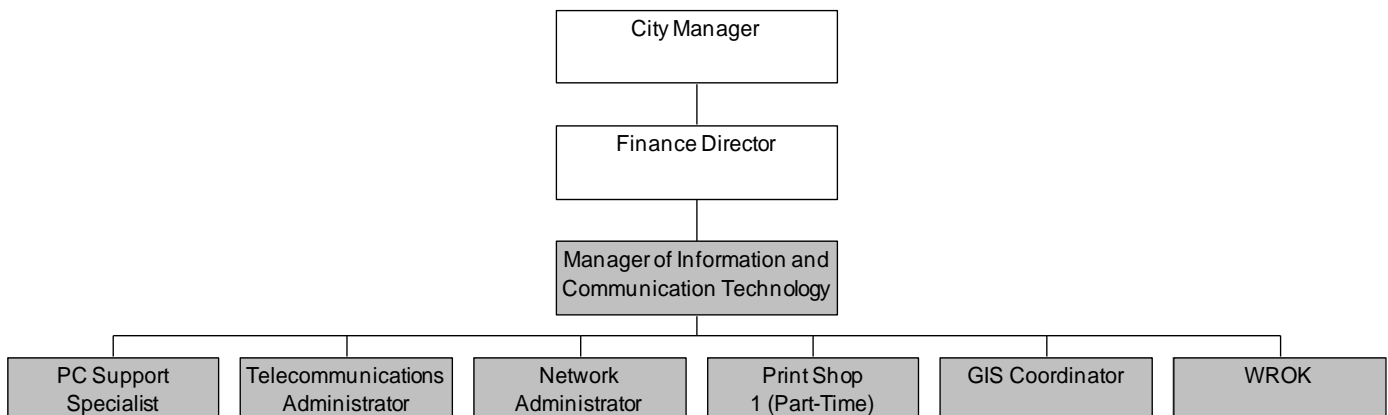 City Manager
Finance Director
Manager of Information and
Communication Technology
PC Support
Specialist
Telecommunications
Administrator
Network
Administrator
Print Shop
1 (Part-Time)
GIS Coordinator
WROK